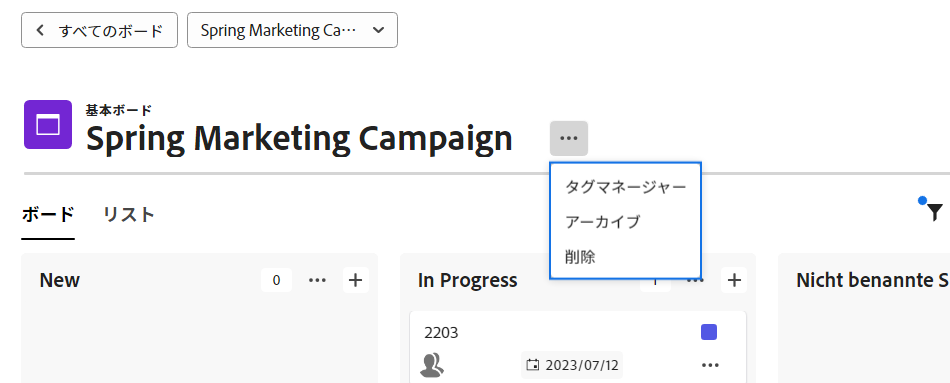 すべてのボード
Spring Marketing Ca···
基本ボード
Spring Marketing Campaign
タグマネージャー
アーカイブ
削除
ボード リスト
New 0
In Progress
Nicht benannte S
2203
2023/07/12